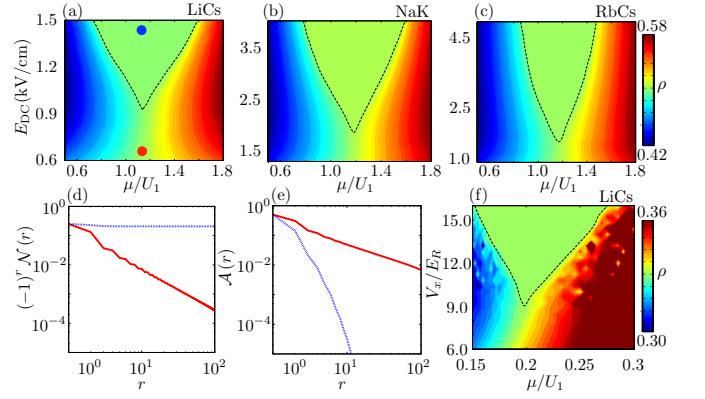 (a) LiCs
(b) NaK
(c) RbCs
E_DC (kV/cm)
1.5
1.2
0.9
0.6
0.6 1.0 1.4 1.8
μ/U_1
3.5
2.5
1.5
0.6 1.0 1.4 1.8
μ/U_1
4.5
2.5
1.0
0.6 1.0 1.4 1.8
μ/U_1
0.58
ρ
0.42
(d)
(−1)^r 𝒩(r)
10^0
10^−2
10^−4
10^0 10^1 10^2
r
(e)
𝒜(r)
10^0
10^−2
10^−4
10^0 10^1 10^2
r
(f) LiCs
V_x/E_R
15.0
12.0
9.0
6.0
0.15 0.2 0.25 0.3
μ/U_1
0.36
ρ
0.30